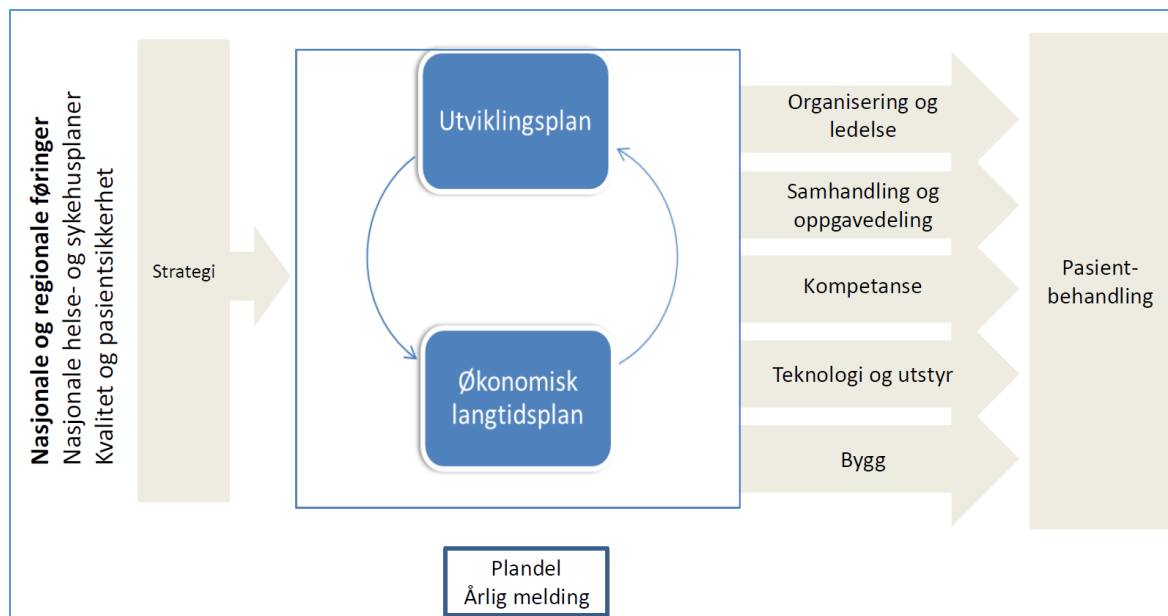 Nasjonale og regionale føringer
Nasjonale helse- og sykehusplaner
Kvalitet og pasientsikkerhet
Strategi
Utviklingsplan
Økonomisk
langtidsplan
Organisering og
ledelse
Samhandling og
oppgavedeling
Kompetanse
Teknologi og utstyr
Bygg
Pasient-
behandling
Plandel
Årlig melding